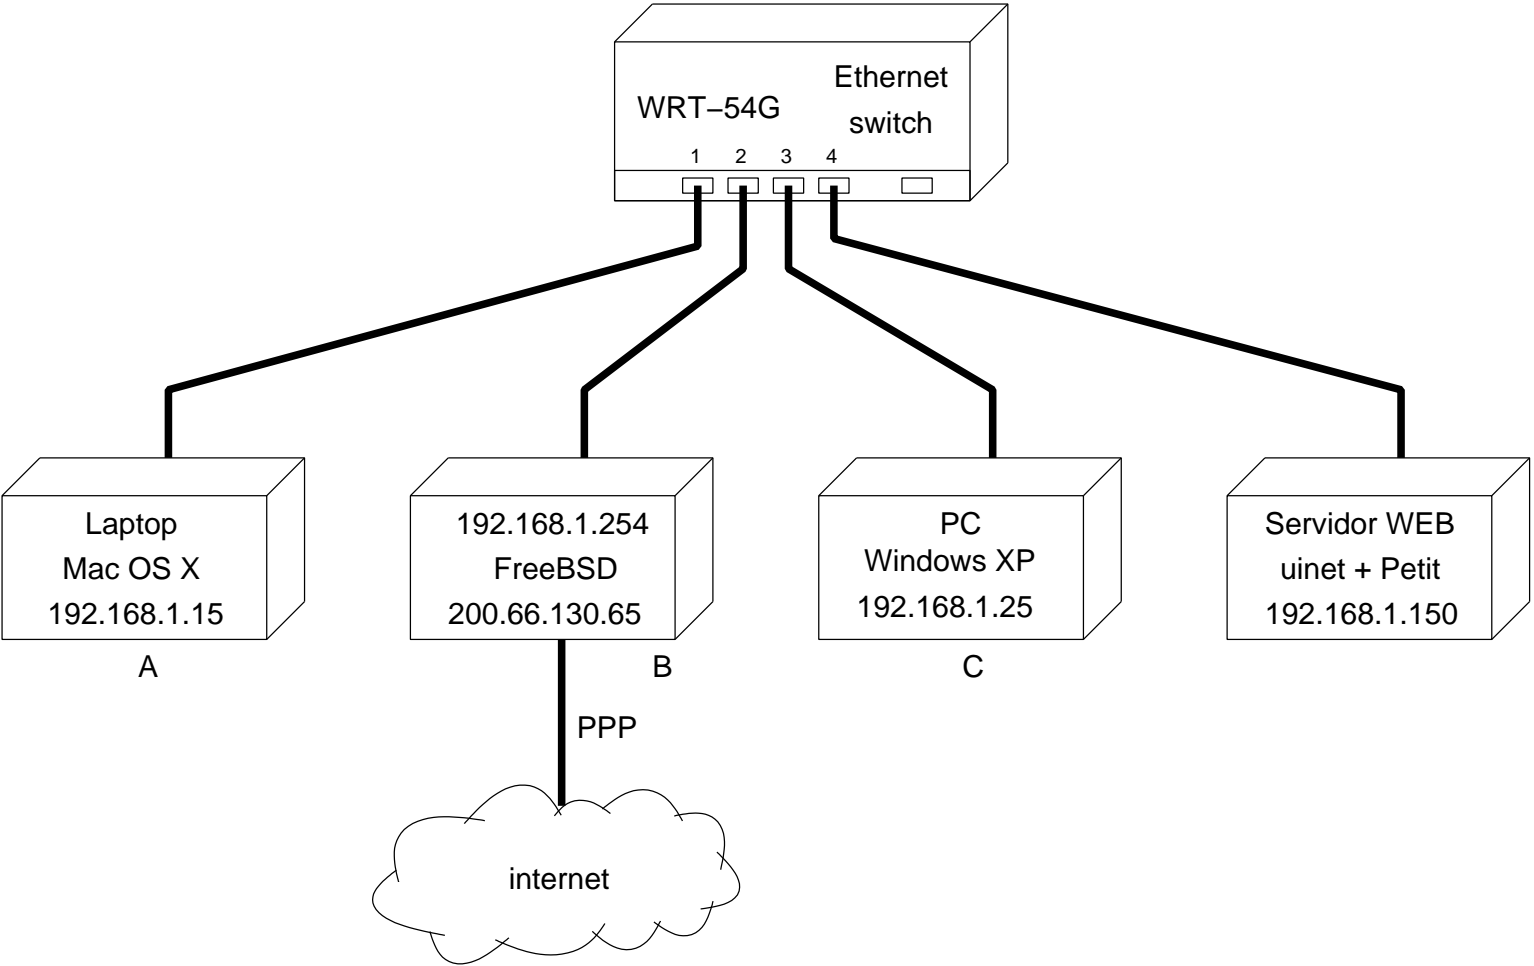 Ethernet
switch
WRT−54G
1 2 3 4
Laptop
Mac OS X
192.168.1.15
A
192.168.1.254
FreeBSD
200.66.130.65
B
PC
Windows XP
192.168.1.25
C
Servidor WEB
uinet + Petit
192.168.1.150
PPP
internet